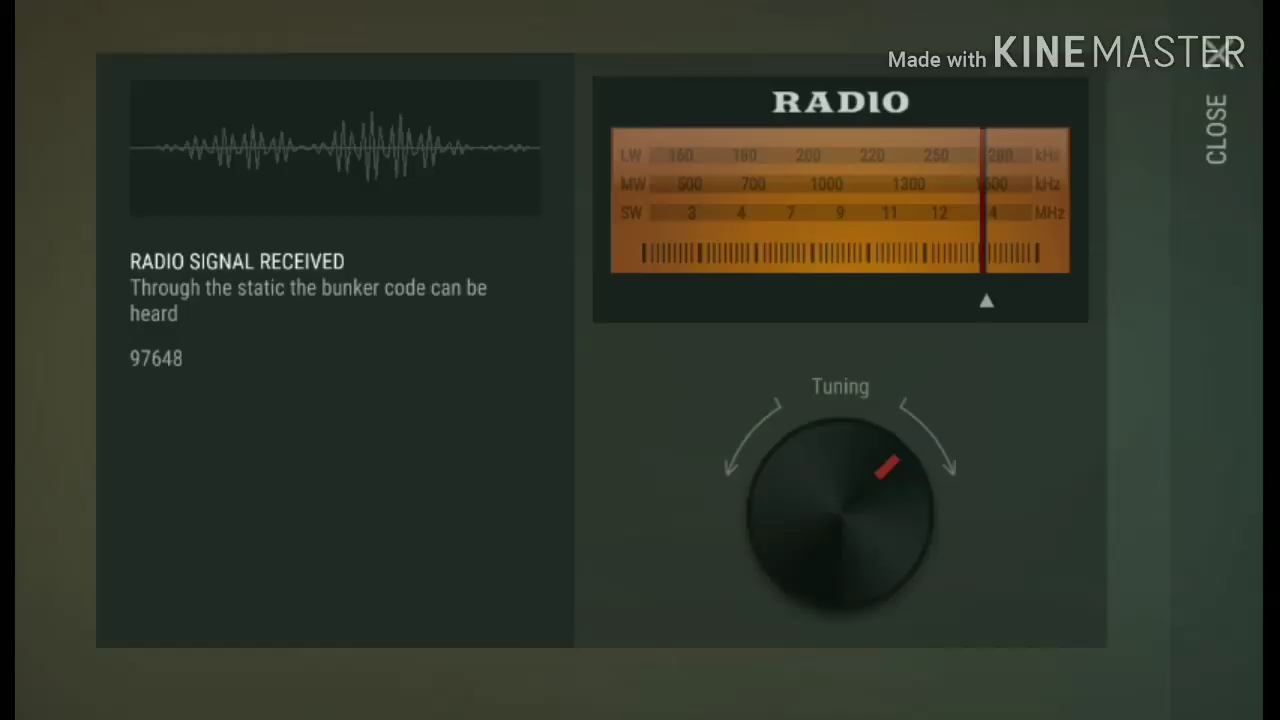 Made with KINEMASTER
CLOSE
RADIO
LW 160 180 200 220 250 280 kHz
MW 500 700 1000 1300 1600 kHz
SW 3 4 7 9 11 12 4 MHz
RADIO SIGNAL RECEIVED
Through the static the bunker code can be
heard
97648
Tuning